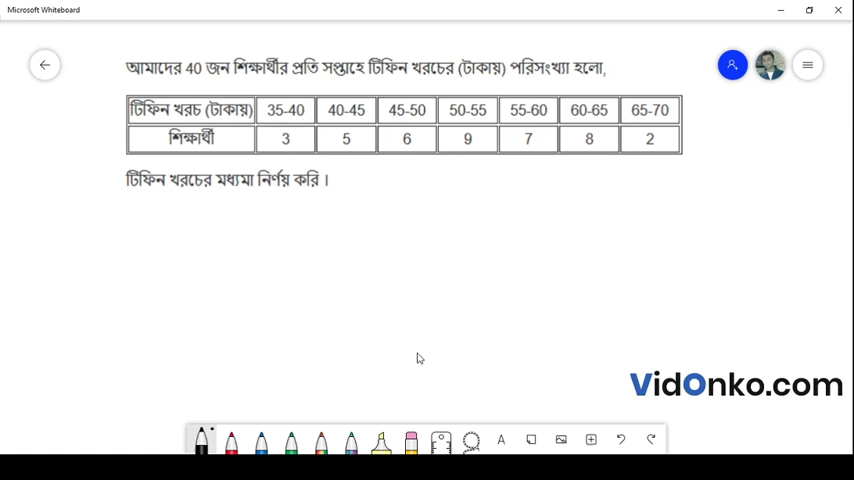 Microsoft Whiteboard
আমাদের 40 জন শিক্ষার্থীর প্রতি সপ্তাহে টিফিন খরচের (টাকায়) পরিসংখ্যা হলো,
টিফিন খরচ (টাকায়) 35-40 40-45 45-50 50-55 55-60 60-65 65-70
শিক্ষার্থী 3 5 6 9 7 8 2
টিফিন খরচের মধ্যমা নির্ণয় করি ।
VidOnko.com
A